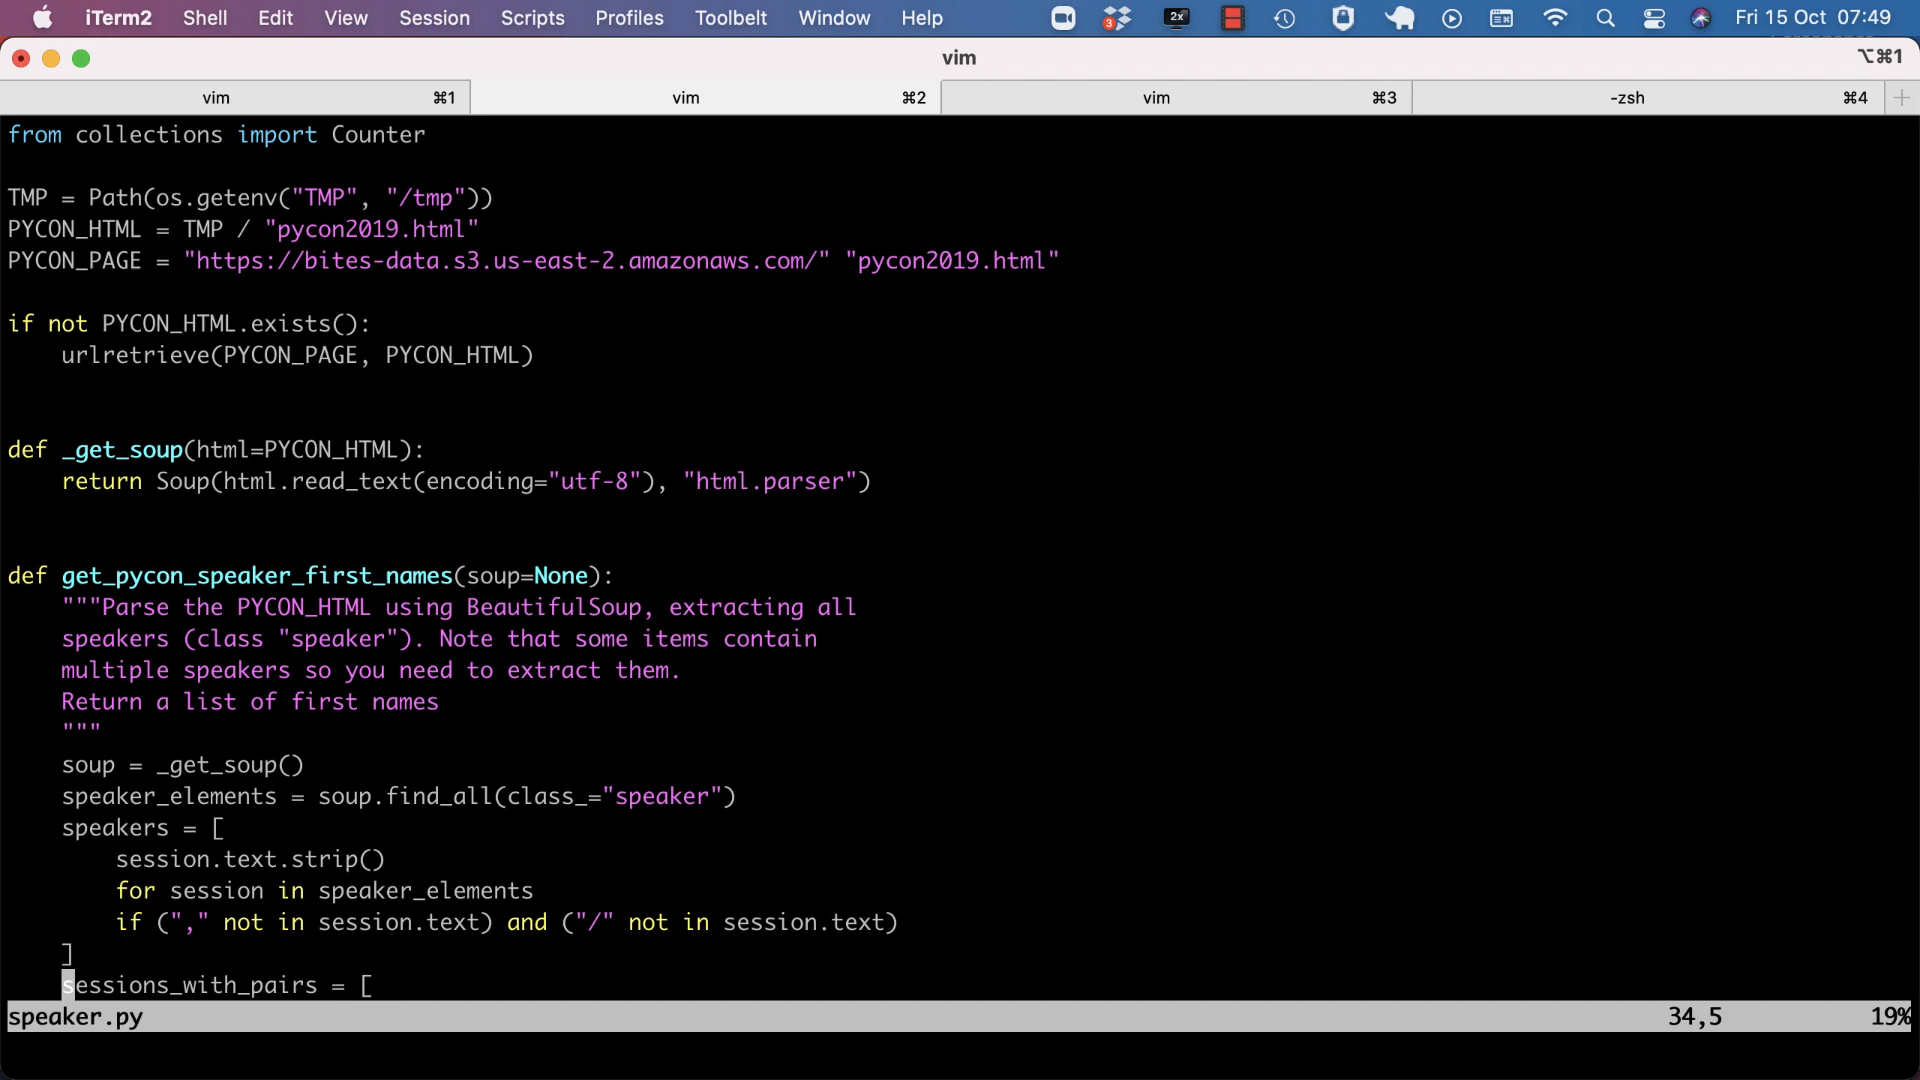 iTerm2 Shell Edit View Session Scripts Profiles Toolbelt Window Help 3 2x Fri 15 Oct 07:49
vim ⌥⌘1
vim ⌘1 vim ⌘2 vim ⌘3 -zsh ⌘4 +
from collections import Counter
TMP = Path(os.getenv("TMP", "/tmp"))
PYCON_HTML = TMP / "pycon2019.html"
PYCON_PAGE = "https://bites-data.s3.us-east-2.amazonaws.com/" "pycon2019.html"
if not PYCON_HTML.exists():
    urlretrieve(PYCON_PAGE, PYCON_HTML)
def _get_soup(html=PYCON_HTML):
    return Soup(html.read_text(encoding="utf-8"), "html.parser")
def get_pycon_speaker_first_names(soup=None):
    """Parse the PYCON_HTML using BeautifulSoup, extracting all
    speakers (class "speaker"). Note that some items contain
    multiple speakers so you need to extract them.
    Return a list of first names
    """
    soup = _get_soup()
    speaker_elements = soup.find_all(class_="speaker")
    speakers = [
        session.text.strip()
        for session in speaker_elements
        if ("," not in session.text) and ("/" not in session.text)
    ]
    sessions_with_pairs = [
speaker.py 34,5 19%